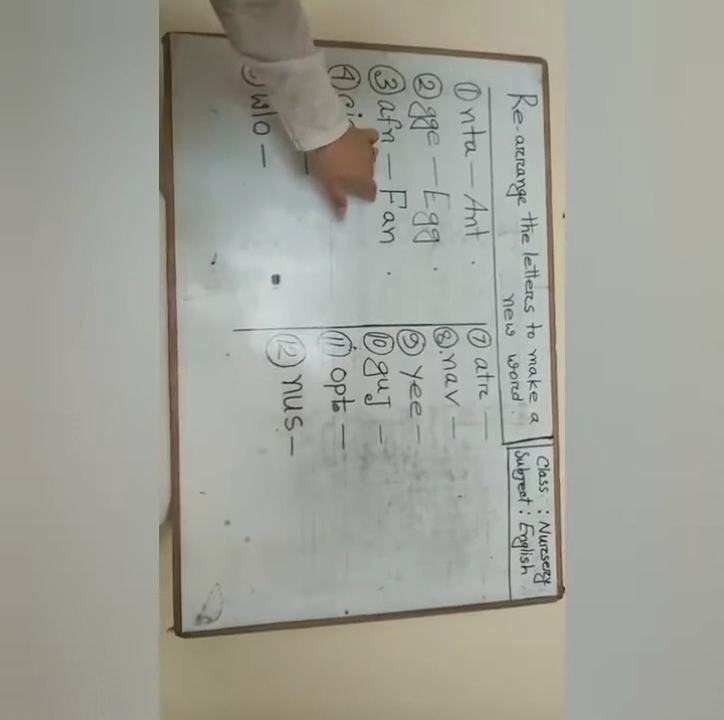 Class : Nursery
Subject : English
Re-arrange the letters to make a
new word.
① nta – Ant.
② gge – Egg.
③ afn – Fan.
④
wlo –
⑦ atr –
⑧ nav –
⑨ yee –
⑩ guJ –
⑪ opt –
⑫ nus –